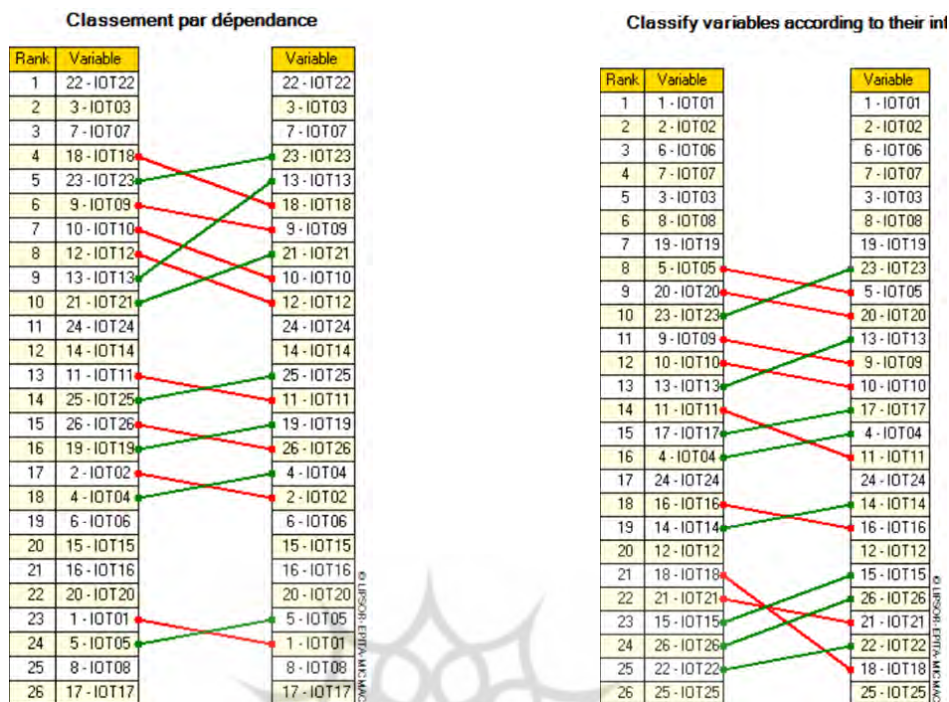 Classement par dépendance
Rank Variable Variable
1 22 - IOT22 22 - IOT22
2 3 - IOT03 3 - IOT03
3 7 - IOT07 7 - IOT07
4 18 - IOT18 23 - IOT23
5 23 - IOT23 13 - IOT13
6 9 - IOT09 18 - IOT18
7 10 - IOT10 9 - IOT09
8 12 - IOT12 21 - IOT21
9 13 - IOT13 10 - IOT10
10 21 - IOT21 12 - IOT12
11 24 - IOT24 24 - IOT24
12 14 - IOT14 14 - IOT14
13 11 - IOT11 25 - IOT25
14 25 - IOT25 11 - IOT11
15 26 - IOT26 19 - IOT19
16 19 - IOT19 26 - IOT26
17 2 - IOT02 4 - IOT04
18 4 - IOT04 2 - IOT02
19 6 - IOT06 6 - IOT06
20 15 - IOT15 15 - IOT15
21 16 - IOT16 16 - IOT16
22 20 - IOT20 20 - IOT20
23 1 - IOT01 5 - IOT05
24 5 - IOT05 1 - IOT01
25 8 - IOT08 8 - IOT08
26 17 - IOT17 17 - IOT17
© LIPSOR-EPITA-MICMAC
Classify variables according to their inf
Rank Variable Variable
1 1 - IOT01 1 - IOT01
2 2 - IOT02 2 - IOT02
3 6 - IOT06 6 - IOT06
4 7 - IOT07 7 - IOT07
5 3 - IOT03 3 - IOT03
6 8 - IOT08 8 - IOT08
7 19 - IOT19 19 - IOT19
8 5 - IOT05 23 - IOT23
9 20 - IOT20 5 - IOT05
10 23 - IOT23 20 - IOT20
11 9 - IOT09 13 - IOT13
12 10 - IOT10 9 - IOT09
13 13 - IOT13 10 - IOT10
14 11 - IOT11 17 - IOT17
15 17 - IOT17 4 - IOT04
16 4 - IOT04 11 - IOT11
17 24 - IOT24 24 - IOT24
18 16 - IOT16 14 - IOT14
19 14 - IOT14 16 - IOT16
20 12 - IOT12 12 - IOT12
21 18 - IOT18 15 - IOT15
22 21 - IOT21 26 - IOT26
23 15 - IOT15 21 - IOT21
24 26 - IOT26 22 - IOT22
25 22 - IOT22 18 - IOT18
26 25 - IOT25 25 - IOT25
© LIPSOR-EPITA-MICMAC